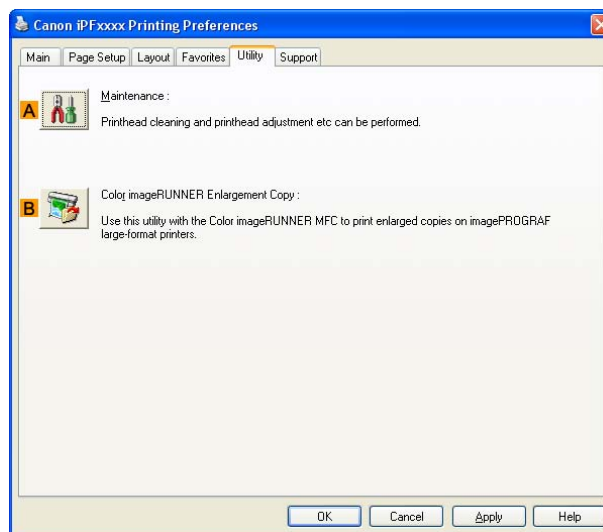 Canon iPFxxxx Printing Preferences
Main Page Setup Layout Favorites Utility Support
A
Maintenance :
Printhead cleaning and printhead adjustment etc can be performed.
B
Color imageRUNNER Enlargement Copy :
Use this utility with the Color imageRUNNER MFC to print enlarged copies on imagePROGRAF
large-format printers.
OK Cancel Apply Help